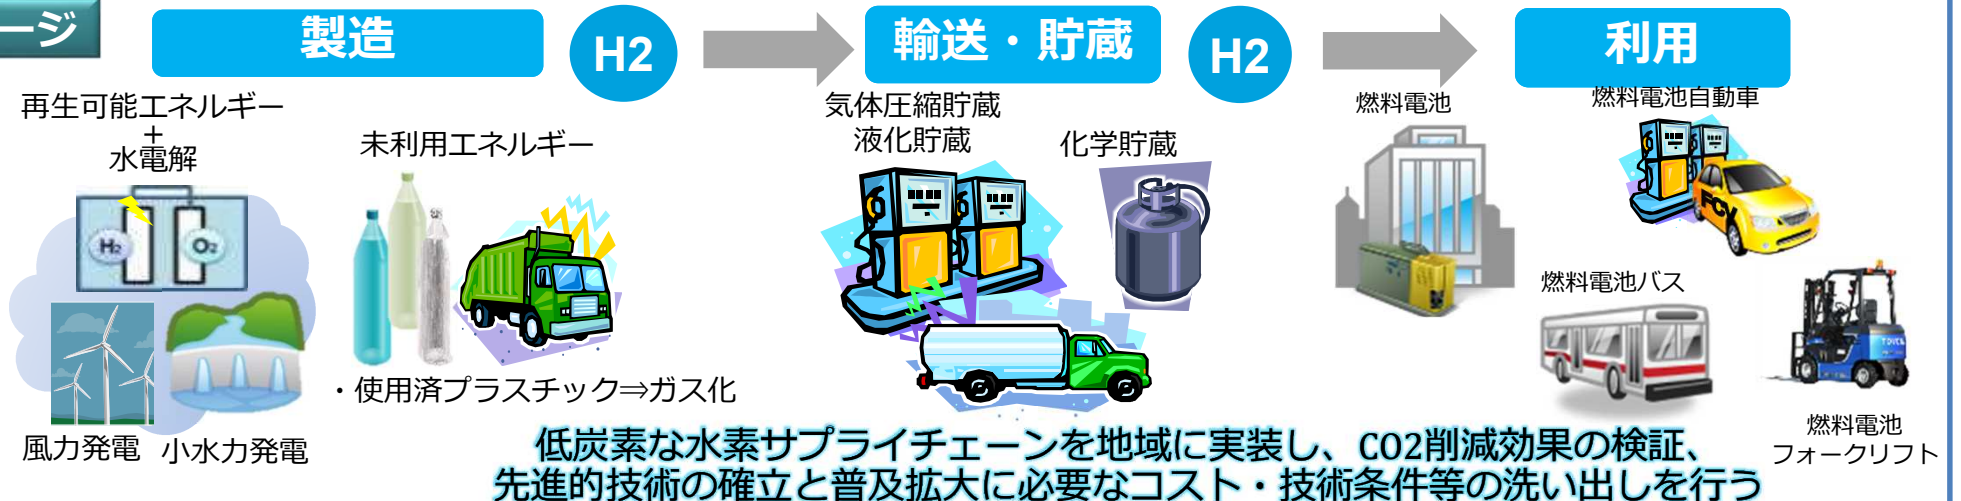 ージ
製造
H2
輸送・貯蔵
H2
利用
再生可能エネルギー
+
水電解
未利用エネルギー
気体圧縮貯蔵
液化貯蔵
化学貯蔵
燃料電池
燃料電池自動車
H2
O2
FCV
燃料電池バス
・使用済プラスチック⇒ガス化
風力発電
小水力発電
燃料電池
フォークリフト
低炭素な水素サプライチェーンを地域に実装し、CO2削減効果の検証、
先進的技術の確立と普及拡大に必要なコスト・技術条件等の洗い出しを行う